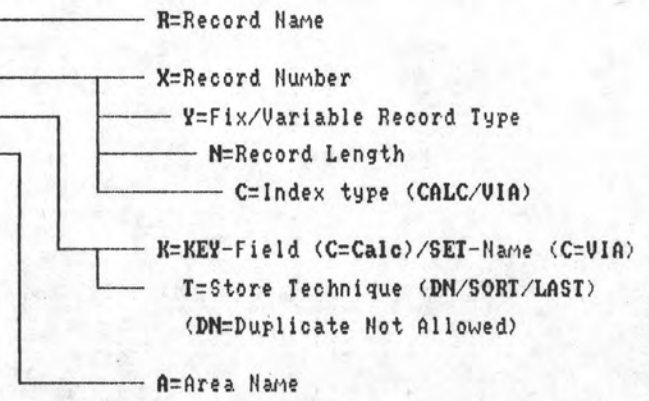 R=Record Name
X=Record Number
Y=Fix/Variable Record Type
N=Record Length
C=Index type (CALC/VIA)
K=KEY-Field (C=Calc)/SET-Name (C=VIA)
T=Store Technique (DN/SORT/LAST)
(DN=Duplicate Not Allowed)
A=Area Name